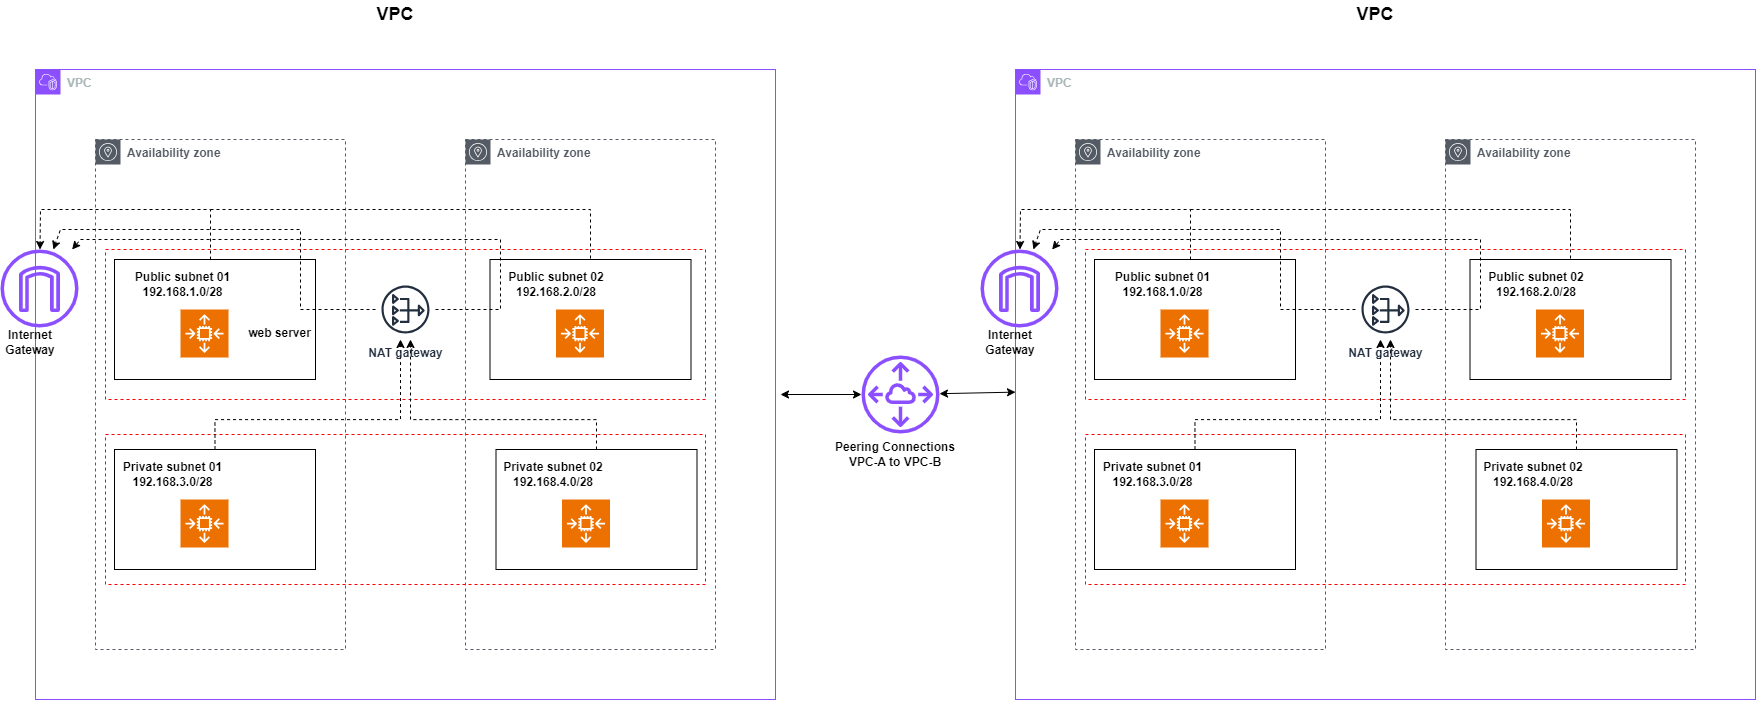 VPC
VPC
VPC
Availability zone
Availability zone
Public subnet 01
192.168.1.0/28
web server
Public subnet 02
192.168.2.0/28
Internet
Gateway
NAT gateway
Private subnet 01
192.168.3.0/28
Private subnet 02
192.168.4.0/28
Peering Connections
VPC-A to VPC-B
VPC
Availability zone
Availability zone
Public subnet 01
192.168.1.0/28
Public subnet 02
192.168.2.0/28
Internet
Gateway
NAT gateway
Private subnet 01
192.168.3.0/28
Private subnet 02
192.168.4.0/28